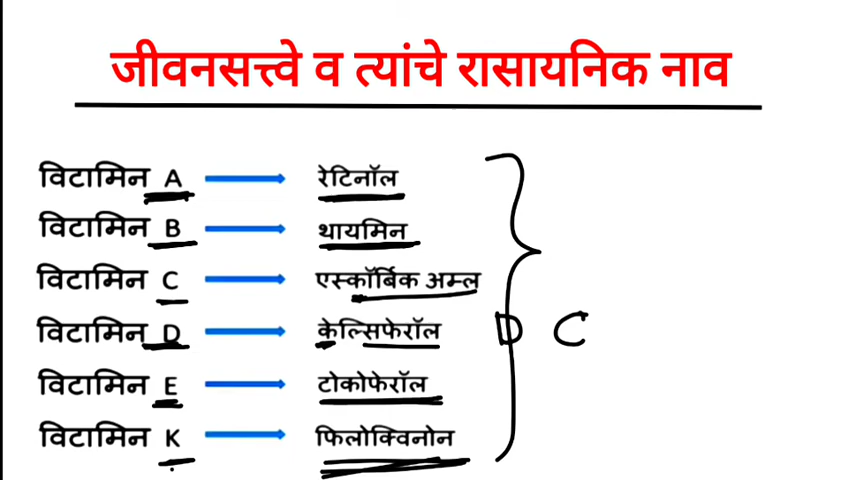 जीवनसत्त्वे व त्यांचे रासायनिक नाव
विटामिन A → रेटिनॉल
विटामिन B → थायमिन
विटामिन C → एस्कॉर्बिक अम्ल
विटामिन D → केल्सिफेरॉल D C
विटामिन E → टोकोफेरॉल
विटामिन K → फिलोक्विनोन